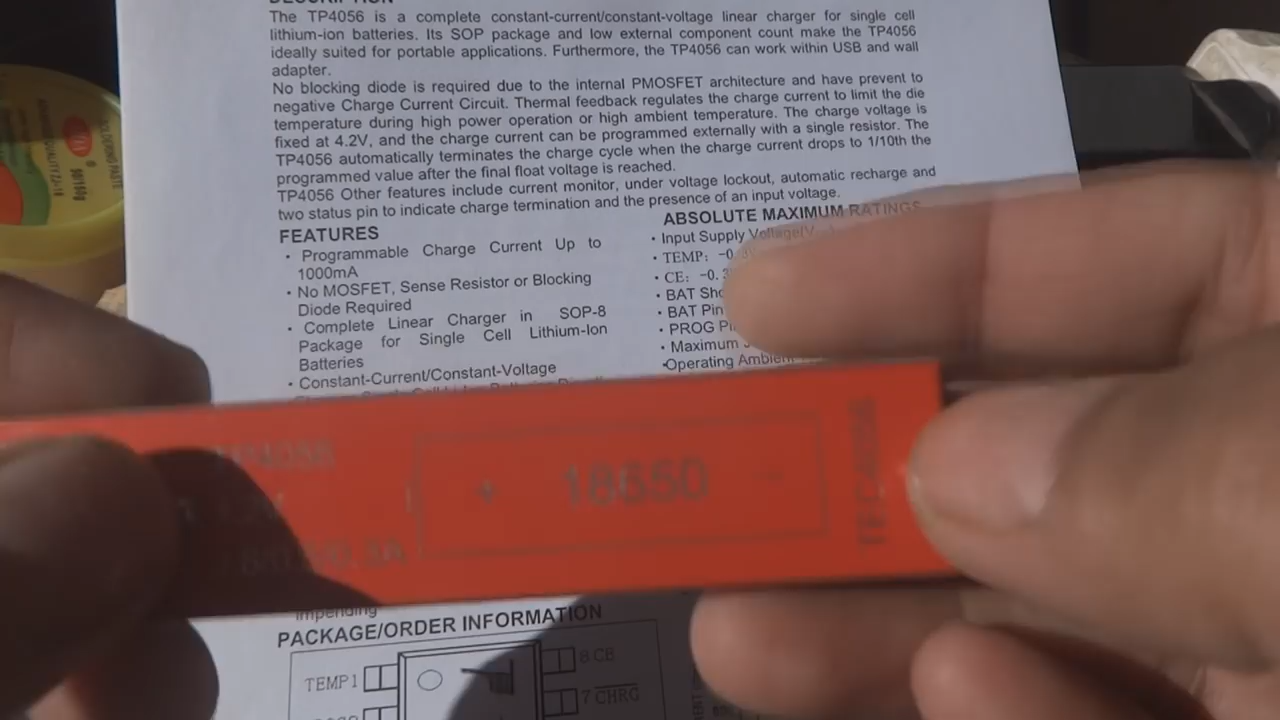 DESCRIPTION
The TP4056 is a complete constant-current/constant-voltage linear charger for single cell
lithium-ion batteries. Its SOP package and low external component count make the TP4056
ideally suited for portable applications. Furthermore, the TP4056 can work within USB and wall
adapter.
No blocking diode is required due to the internal PMOSFET architecture and have prevent to
negative Charge Current Circuit. Thermal feedback regulates the charge current to limit the die
temperature during high power operation or high ambient temperature. The charge voltage is
fixed at 4.2V, and the charge current can be programmed externally with a single resistor. The
TP4056 automatically terminates the charge cycle when the charge current drops to 1/10th the
programmed value after the final float voltage is reached.
TP4056 Other features include current monitor, under voltage lockout, automatic recharge and
two status pin to indicate charge termination and the presence of an input voltage.
FEATURES
· Programmable Charge Current Up to
1000mA
· No MOSFET, Sense Resistor or Blocking
Diode Required
· Complete Linear Charger in SOP-8
Package for Single Cell Lithium-Ion
Batteries
· Constant-Current/Constant-Voltage
ABSOLUTE MAXIMUM RATINGS
· Input Supply Voltage
· TEMP: -0
· CE: -0.3
· BAT
· BAT Pin
· PROG
· Maximum
·Operating
+ 18650 -
impending
PACKAGE/ORDER INFORMATION
TEMP 1
8 CE
7 CHRG